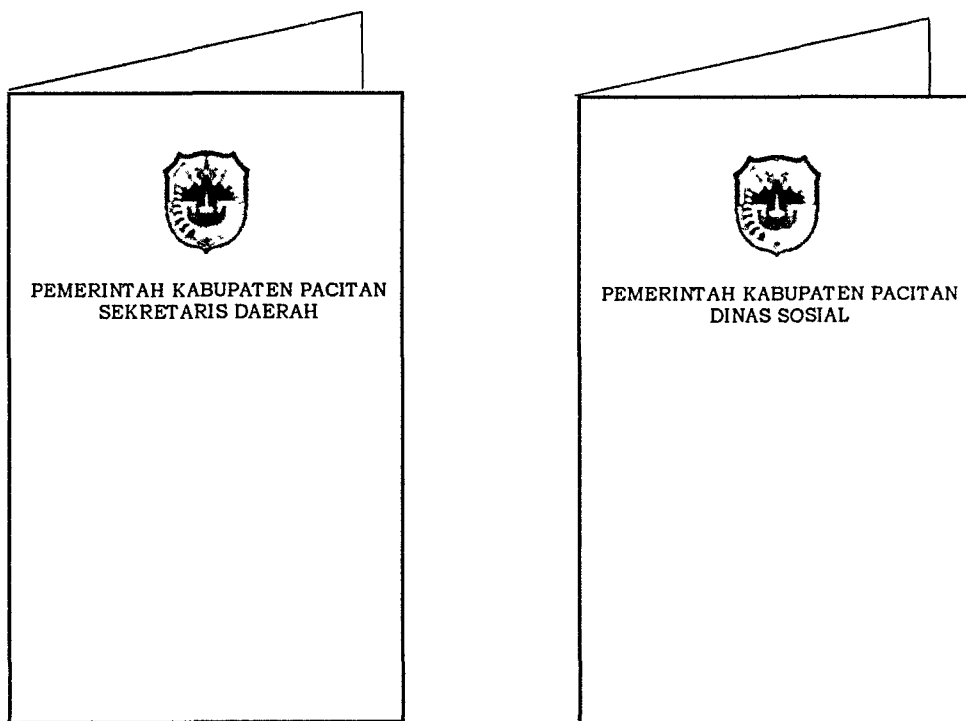 PEMERINTAH KABUPATEN PACITAN
SEKRETARIS DAERAH
PEMERINTAH KABUPATEN PACITAN
DINAS SOSIAL